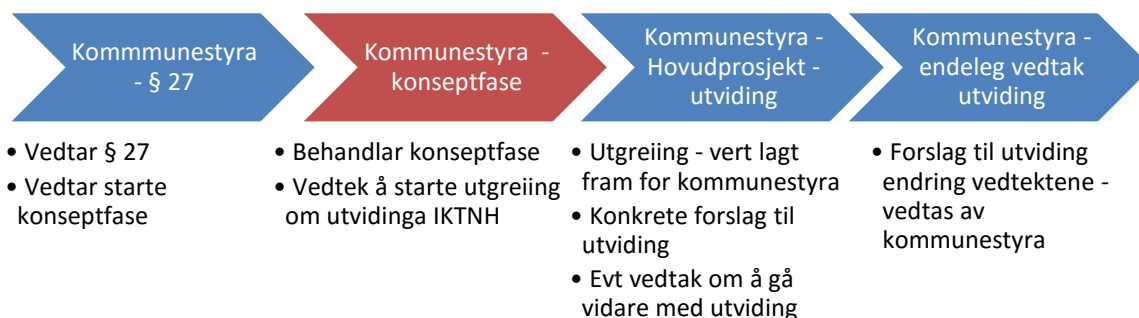 Kommmunestyra
- § 27
• Vedtar § 27
• Vedtar starte
konseptfase
Kommunestyra -
konseptfase
• Behandlar konseptfase
• Vedtek å starte utgreiing
om utvidinga IKTNH
Kommunestyra -
Hovudprosjekt -
utviding
• Utgreiing - vert lagt
fram for kommunestyra
• Konkrete forslag til
utviding
• Evt vedtak om å gå
vidare med utviding
Kommunestyra -
endeleg vedtak
utviding
• Forslag til utviding
endring vedtektene -
vedtas av
kommunestyra